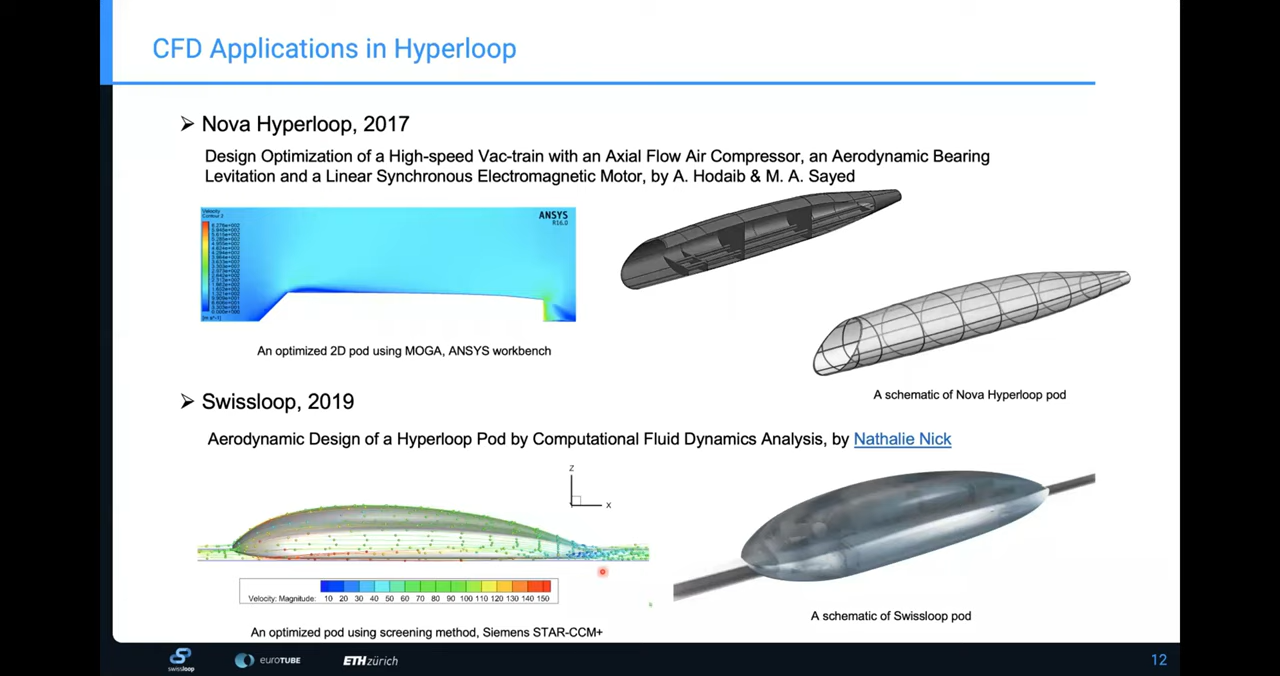 CFD Applications in Hyperloop
➢ Nova Hyperloop, 2017
Design Optimization of a High-speed Vac-train with an Axial Flow Air Compressor, an Aerodynamic Bearing
Levitation and a Linear Synchronous Electromagnetic Motor, by A. Hodaib & M. A. Sayed
Velocity
Contour 2
ANSYS
R16.0
[m s^-1]
An optimized 2D pod using MOGA, ANSYS workbench
A schematic of Nova Hyperloop pod
➢ Swissloop, 2019
Aerodynamic Design of a Hyperloop Pod by Computational Fluid Dynamics Analysis, by Nathalie Nick
Z
X
Velocity: Magnitude: 10 20 30 40 50 60 70 80 90 100 110 120 130 140 150
An optimized pod using screening method, Siemens STAR-CCM+
A schematic of Swissloop pod
swissloop
euroTUBE
ETH zürich
12